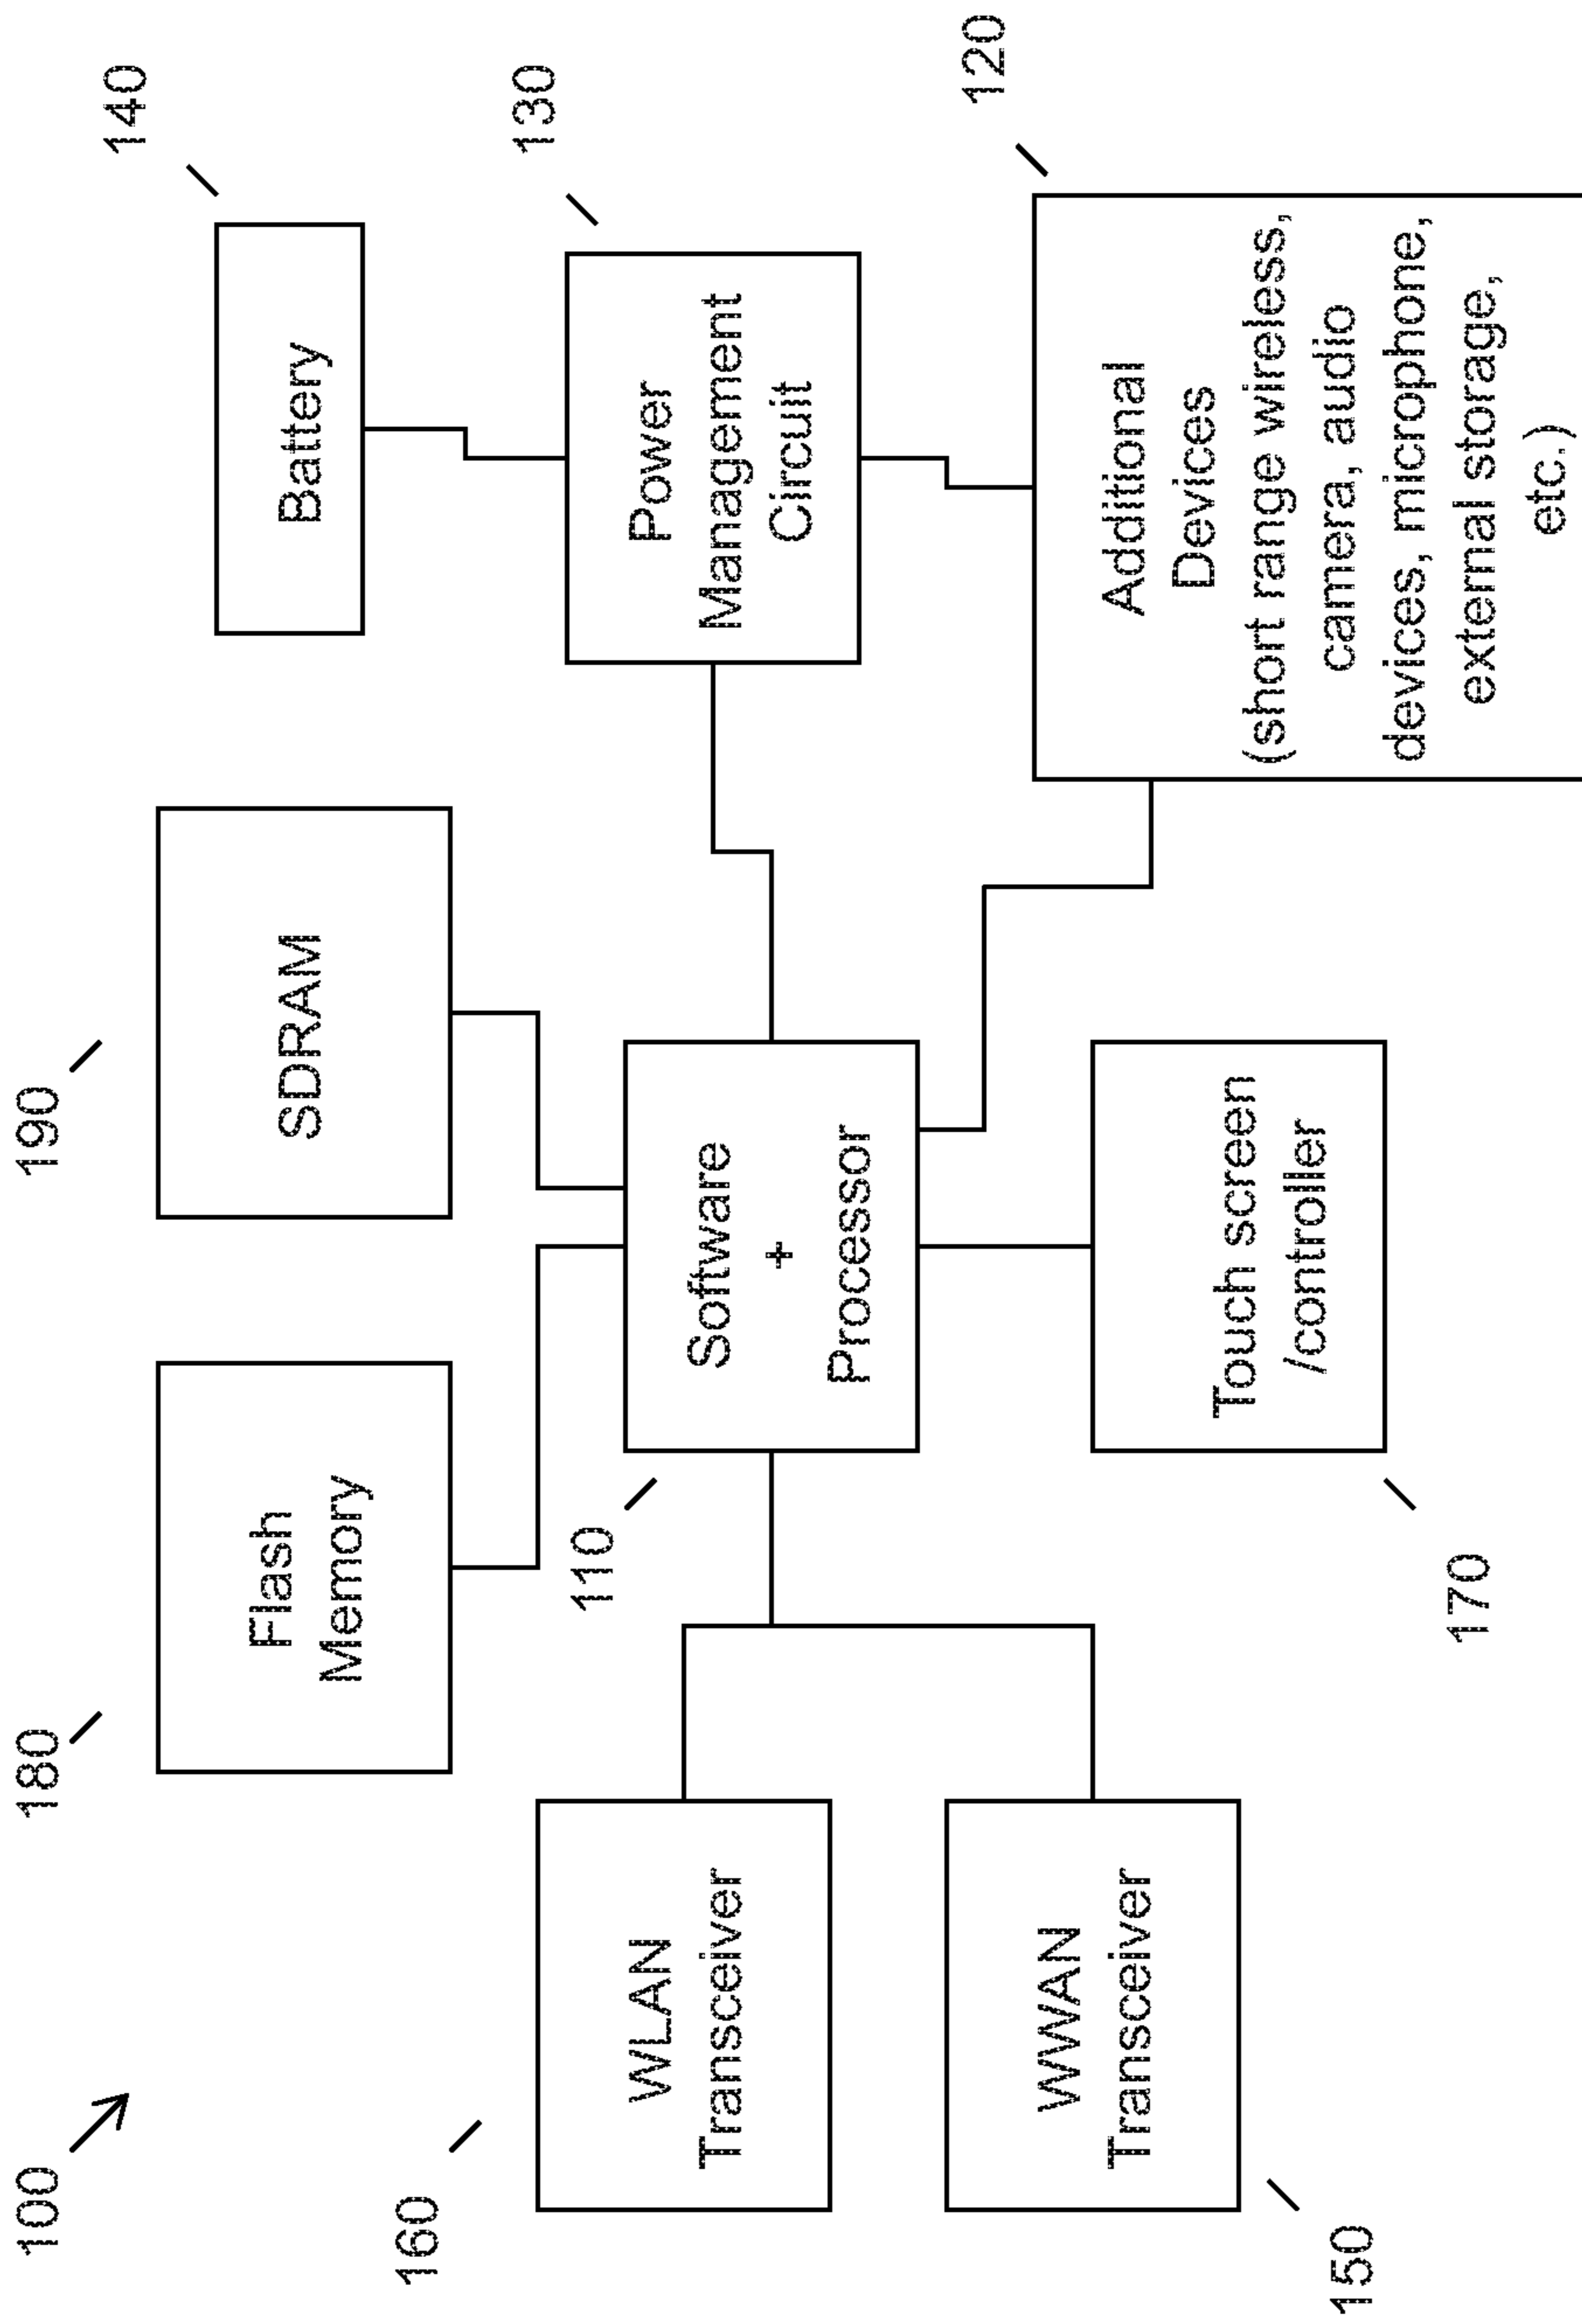 100
180
Flash
Memory
190
SDRAM
140
Battery
160
WLAN
Transceiver
110
Software
+
Processor
130
Power
Management
Circuit
WWAN
Transceiver
150
Touch screen
/controller
170
120
Additional
Devices
(short range wireless,
camera, audio
devices, microphone,
external storage,
etc.)